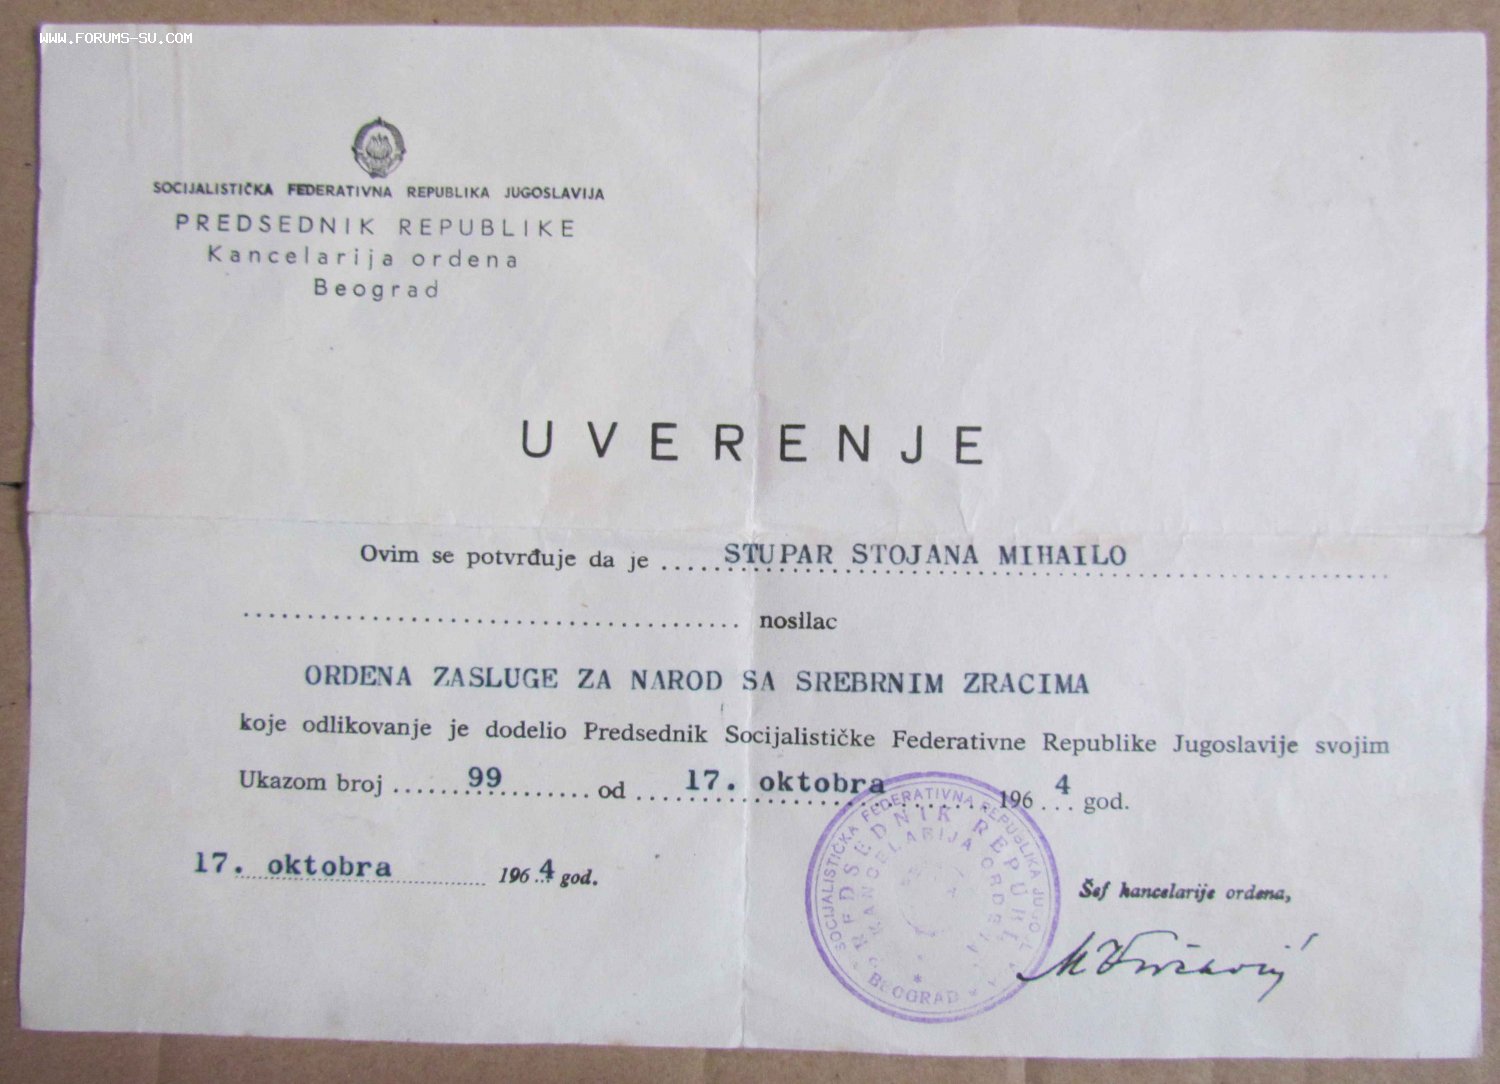 WWW.FORUMS-SU.COM
SOCIJALISTIČKA FEDERATIVNA REPUBLIKA JUGOSLAVIJA
PREDSEDNIK REPUBLIKE
Kancelarija ordena
Beograd
UVERENJE
Ovim se potvrđuje da je STUPAR STOJANA MIHAILO
nosilac
ORDENA ZASLUGE ZA NAROD SA SREBRNIM ZRACIMA
koje odlikovanje je dodelio Predsednik Socijalističke Federativne Republike Jugoslavije svojim
Ukazom broj 99 od 17. oktobra 1964 god.
17. oktobra 1964 god.
SOCIJALISTIČKA FEDERATIVNA REPUBLIKA
PREDSEDNIK
KANCELARIJA
BEOGRAD
Šef kancelarije ordena,